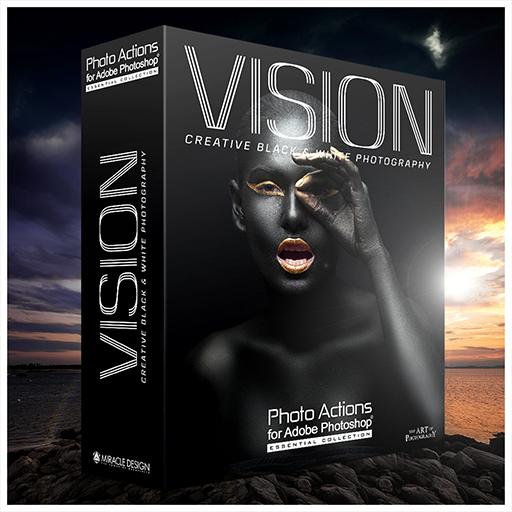 Photo Actions
for Adobe Photoshop®
ESSENTIAL COLLECTION
VISION
CREATIVE BLACK & WHITE PHOTOGRAPHY
MIRACLE DESIGN
VISION
CREATIVE BLACK & WHITE PHOTOGRAPHY
Photo Actions
for Adobe Photoshop®
ESSENTIAL COLLECTION
THE ART OF
PHOTOGRAPHY